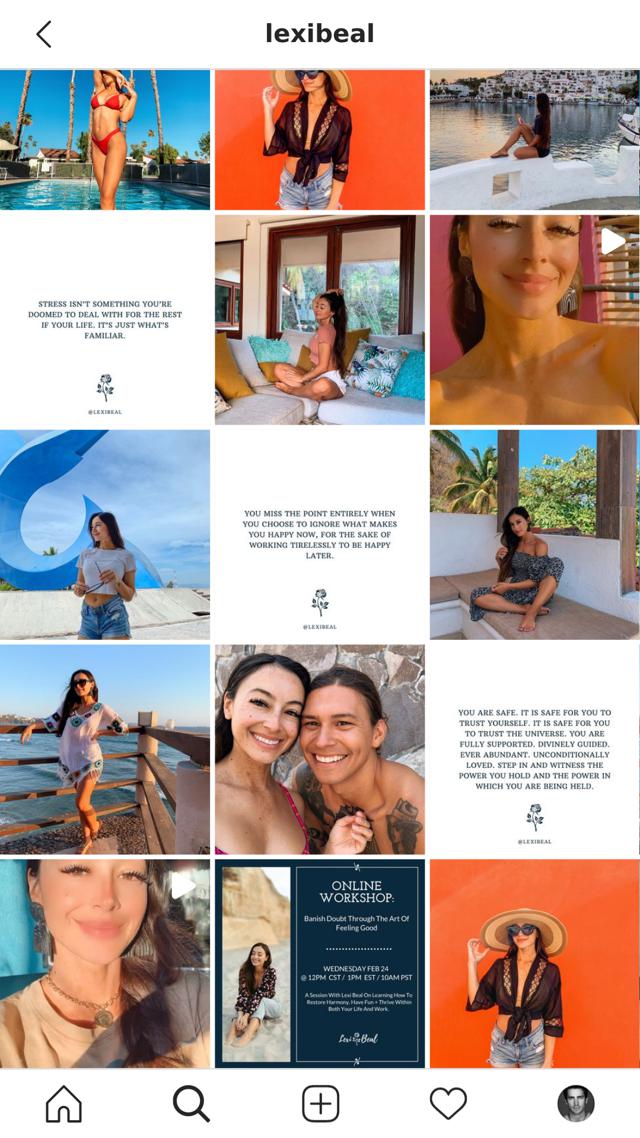 lexibeal
STRESS ISN'T SOMETHING YOU'RE
DOOMED TO DEAL WITH FOR THE REST
IF YOUR LIFE. IT'S JUST WHAT'S
FAMILIAR.
@LEXIBEAL
YOU MISS THE POINT ENTIRELY WHEN
YOU CHOOSE TO IGNORE WHAT MAKES
YOU HAPPY NOW, FOR THE SAKE OF
WORKING TIRELESSLY TO BE HAPPY
LATER.
@LEXIBEAL
YOU ARE SAFE. IT IS SAFE FOR YOU TO
TRUST YOURSELF. IT IS SAFE FOR YOU
TO TRUST THE UNIVERSE. YOU ARE
FULLY SUPPORTED. DIVINELY GUIDED.
EVER ABUNDANT. UNCONDITIONALLY
LOVED. STEP IN AND WITNESS THE
POWER YOU HOLD AND THE POWER IN
WHICH YOU ARE BEING HELD.
@LEXIBEAL
ONLINE
WORKSHOP:
Banish Doubt Through The Art Of
Feeling Good
WEDNESDAY FEB 24
@ 12PM CST / 1PM EST / 10AM PST
A Session With Lexi Beal On Learning How To
Restore Harmony, Have Fun + Thrive Within
Both Your Life And Work.
Lexi Beal